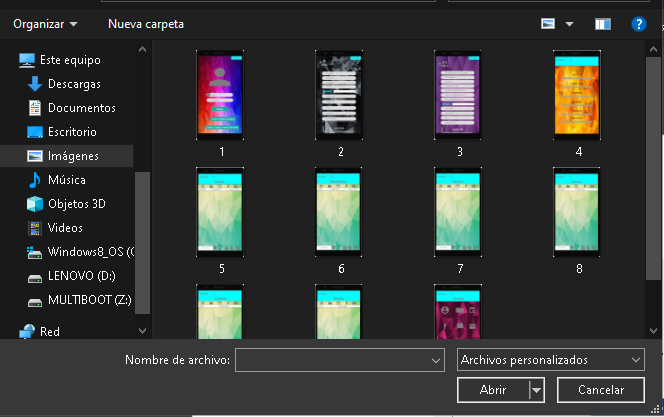 Organizar
Nueva carpeta
Este equipo
Descargas
Documentos
Escritorio
Imágenes
Música
Objetos 3D
Videos
Windows8_OS (C
LENOVO (D:)
MULTIBOOT (Z:)
Red
1
2
3
4
5
6
7
8
Nombre de archivo:
Archivos personalizados
Abrir
Cancelar